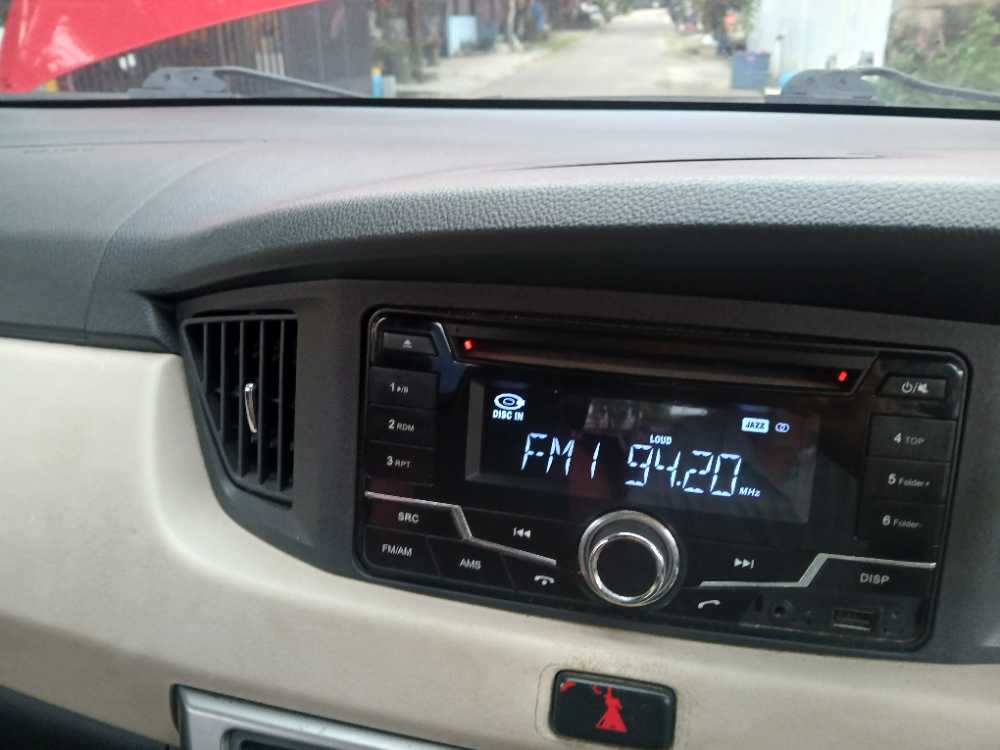 DISC IN
JAZZ
LOUD
FM1 94.20 MHz
1
2 RDM
3 RPT
4 TOP
5 Folder+
6 Folder-
SRC
FM/AM
AMS
DISP